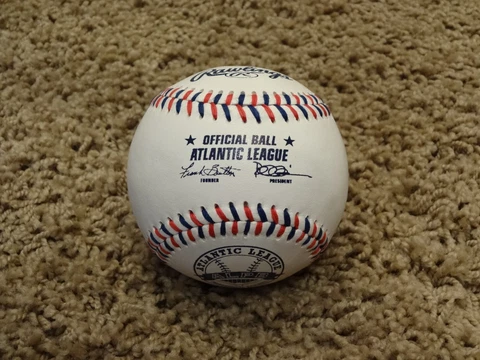 Rawlings
★ OFFICIAL BALL ★
ATLANTIC LEAGUE
FOUNDER PRESIDENT
ATLANTIC LEAGUE